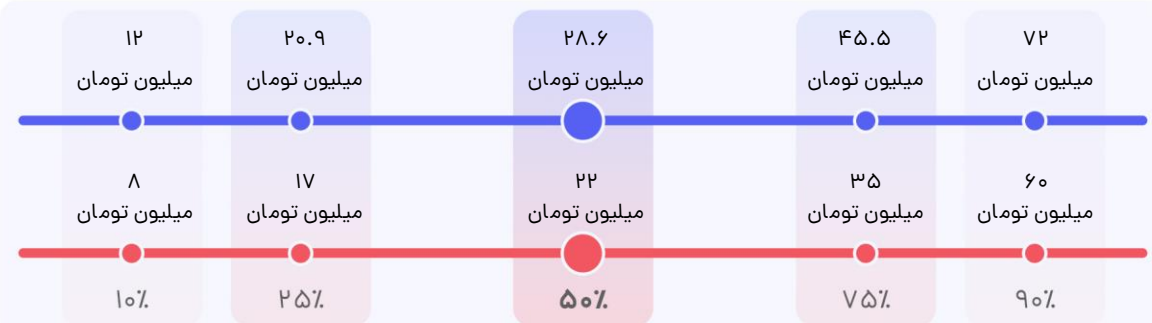 ۱۲
میلیون تومان
۲۰.۹
میلیون تومان
۲۸.۶
میلیون تومان
۴۵.۵
میلیون تومان
۷۲
میلیون تومان
۸
میلیون تومان
۱۷
میلیون تومان
۲۲
میلیون تومان
۳۵
میلیون تومان
۶۰
میلیون تومان
۱۰٪
۲۵٪
۵۰٪
۷۵٪
۹۰٪